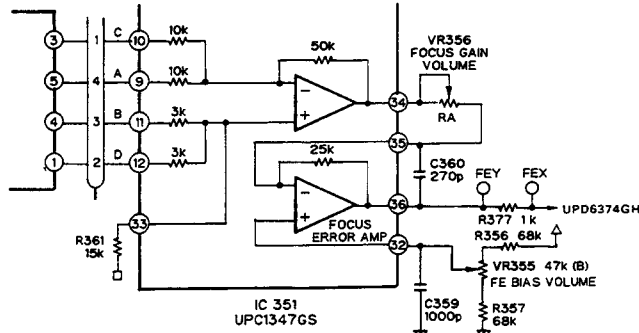 3 1 C 10 10k
5 4 A 9 10k
4 3 B 11 3k
1 2 D 12 3k
33
R361
15k
50k
−
+
34
VR356
FOCUS GAIN
VOLUME
RA
35
25k
−
+
36
FOCUS
ERROR AMP
32
C360
270p
FEY
FEX
R377 1k
UPD6374GH
R356 68k
VR355 47k (B)
FE BIAS VOLUME
C359
1000p
R357
68k
IC 351
UPC1347GS